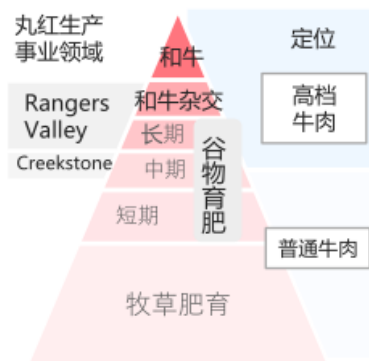 丸红生产
事业领域
定位
和牛
和牛杂交
Rangers
Valley
高档
牛肉
长期
Creekstone
中期
谷物育肥
短期
普通牛肉
牧草肥育